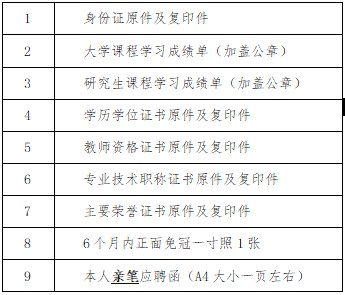 1 身份证原件及复印件
2 大学课程学习成绩单（加盖公章）
3 研究生课程学习成绩单（加盖公章）
4 学历学位证书原件及复印件
5 教师资格证书原件及复印件
6 专业技术职称证书原件及复印件
7 主要荣誉证书原件及复印件
8 6个月内正面免冠一寸照1张
9 本人亲笔应聘函（A4大小一页左右）